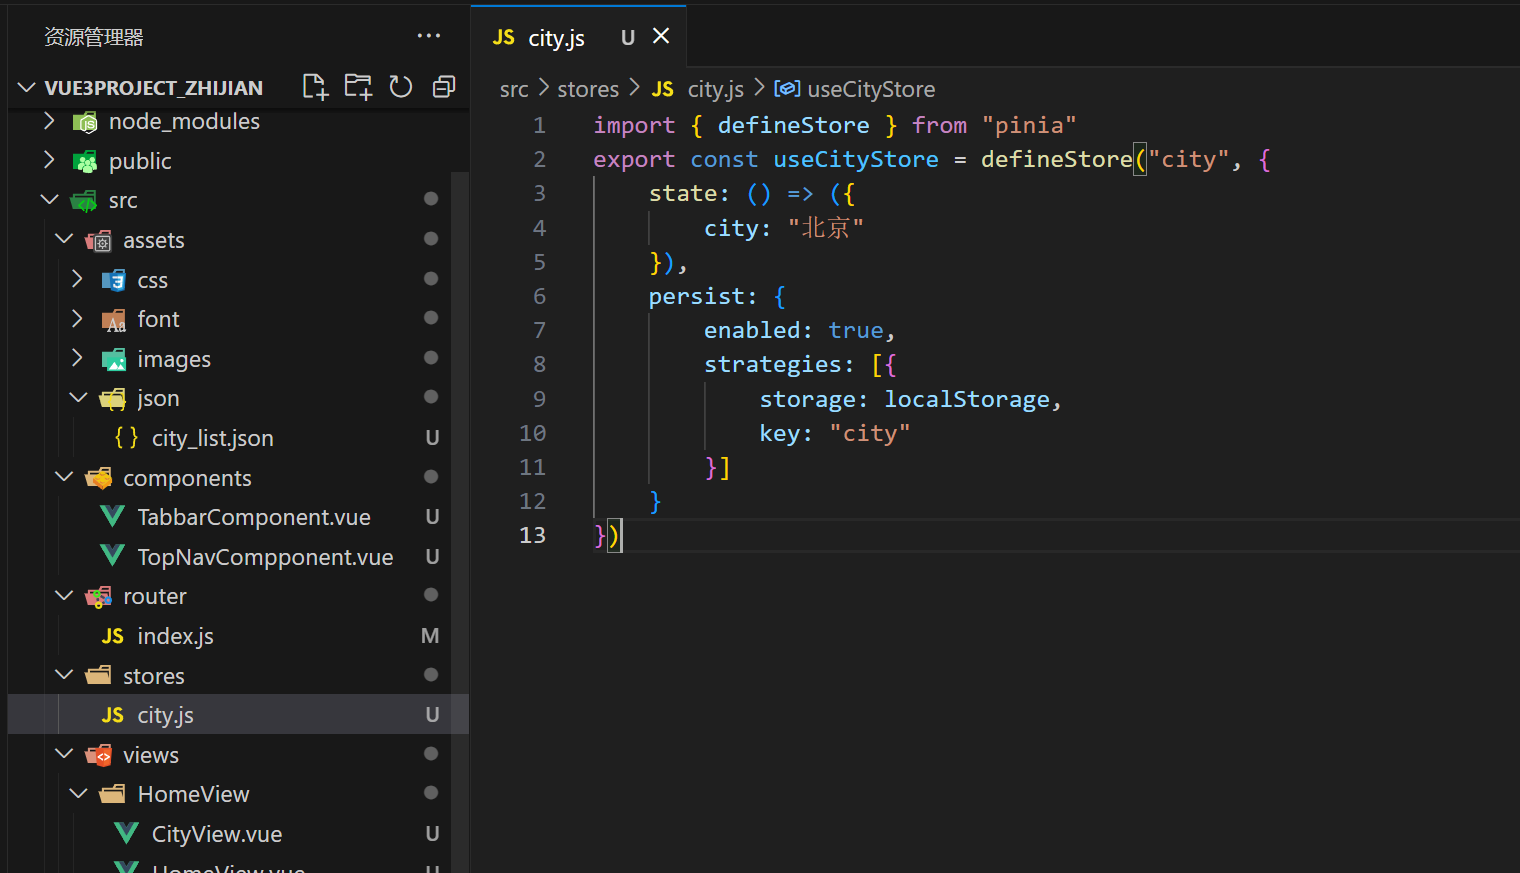 资源管理器
VUE3PROJECT_ZHIJIAN
node_modules
public
src
assets
css
font
images
json
city_list.json U
components
TabbarComponent.vue U
TopNavCompponent.vue U
router
index.js M
stores
city.js U
views
HomeView
CityView.vue U
HomeView.vue U
city.js U
src > stores > JS city.js > useCityStore
1 import { defineStore } from "pinia"
2 export const useCityStore = defineStore("city", {
3 state: () => ({
4 city: "北京"
5 }),
6 persist: {
7 enabled: true,
8 strategies: [{
9 storage: localStorage,
10 key: "city"
11 }]
12 }
13 })